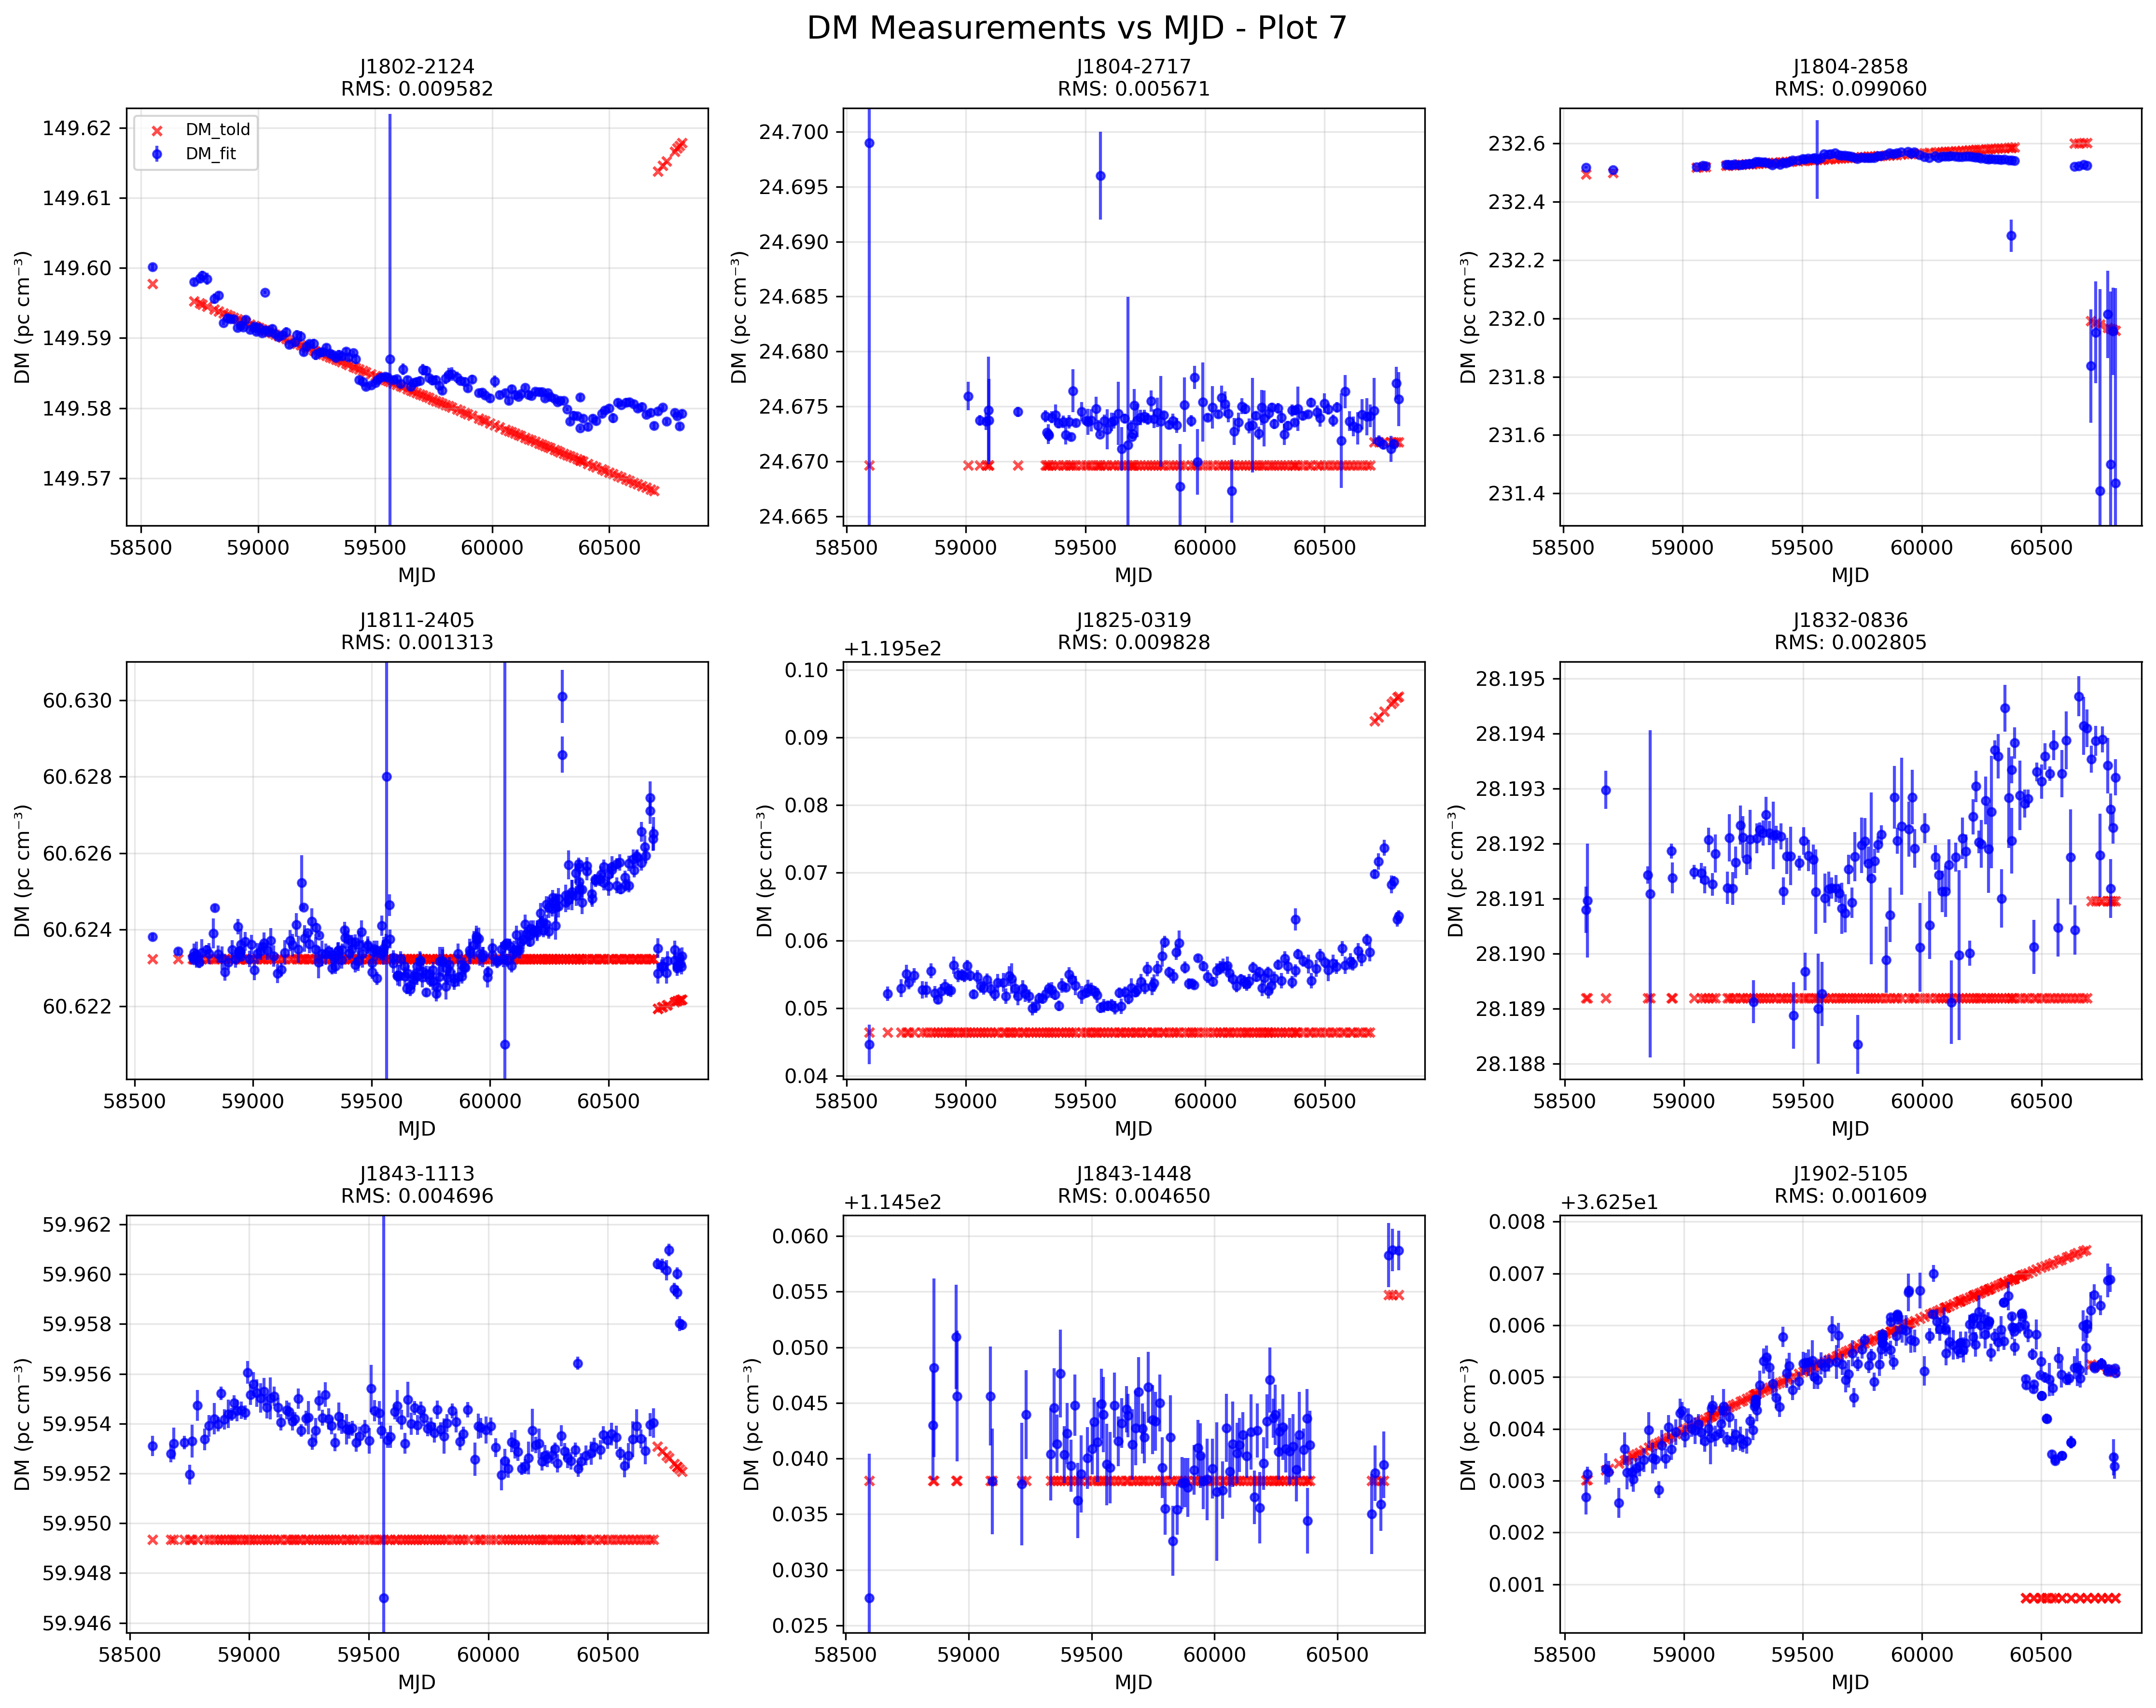 DM Measurements vs MJD - Plot 7
J1802-2124
RMS: 0.009582
DM_told
DM_fit
149.62
149.61
149.60
149.59
149.58
149.57
DM (pc cm⁻³)
58500 59000 59500 60000 60500
MJD
J1804-2717
RMS: 0.005671
24.700
24.695
24.690
24.685
24.680
24.675
24.670
24.665
DM (pc cm⁻³)
58500 59000 59500 60000 60500
MJD
J1804-2858
RMS: 0.099060
232.6
232.4
232.2
232.0
231.8
231.6
231.4
DM (pc cm⁻³)
58500 59000 59500 60000 60500
MJD
J1811-2405
RMS: 0.001313
60.630
60.628
60.626
60.624
60.622
DM (pc cm⁻³)
58500 59000 59500 60000 60500
MJD
J1825-0319
RMS: 0.009828
+1.195e2
0.10
0.09
0.08
0.07
0.06
0.05
0.04
DM (pc cm⁻³)
58500 59000 59500 60000 60500
MJD
J1832-0836
RMS: 0.002805
28.195
28.194
28.193
28.192
28.191
28.190
28.189
28.188
DM (pc cm⁻³)
58500 59000 59500 60000 60500
MJD
J1843-1113
RMS: 0.004696
59.962
59.960
59.958
59.956
59.954
59.952
59.950
59.948
59.946
DM (pc cm⁻³)
58500 59000 59500 60000 60500
MJD
J1843-1448
RMS: 0.004650
+1.145e2
0.060
0.055
0.050
0.045
0.040
0.035
0.030
0.025
DM (pc cm⁻³)
58500 59000 59500 60000 60500
MJD
J1902-5105
RMS: 0.001609
+3.625e1
0.008
0.007
0.006
0.005
0.004
0.003
0.002
0.001
DM (pc cm⁻³)
58500 59000 59500 60000 60500
MJD